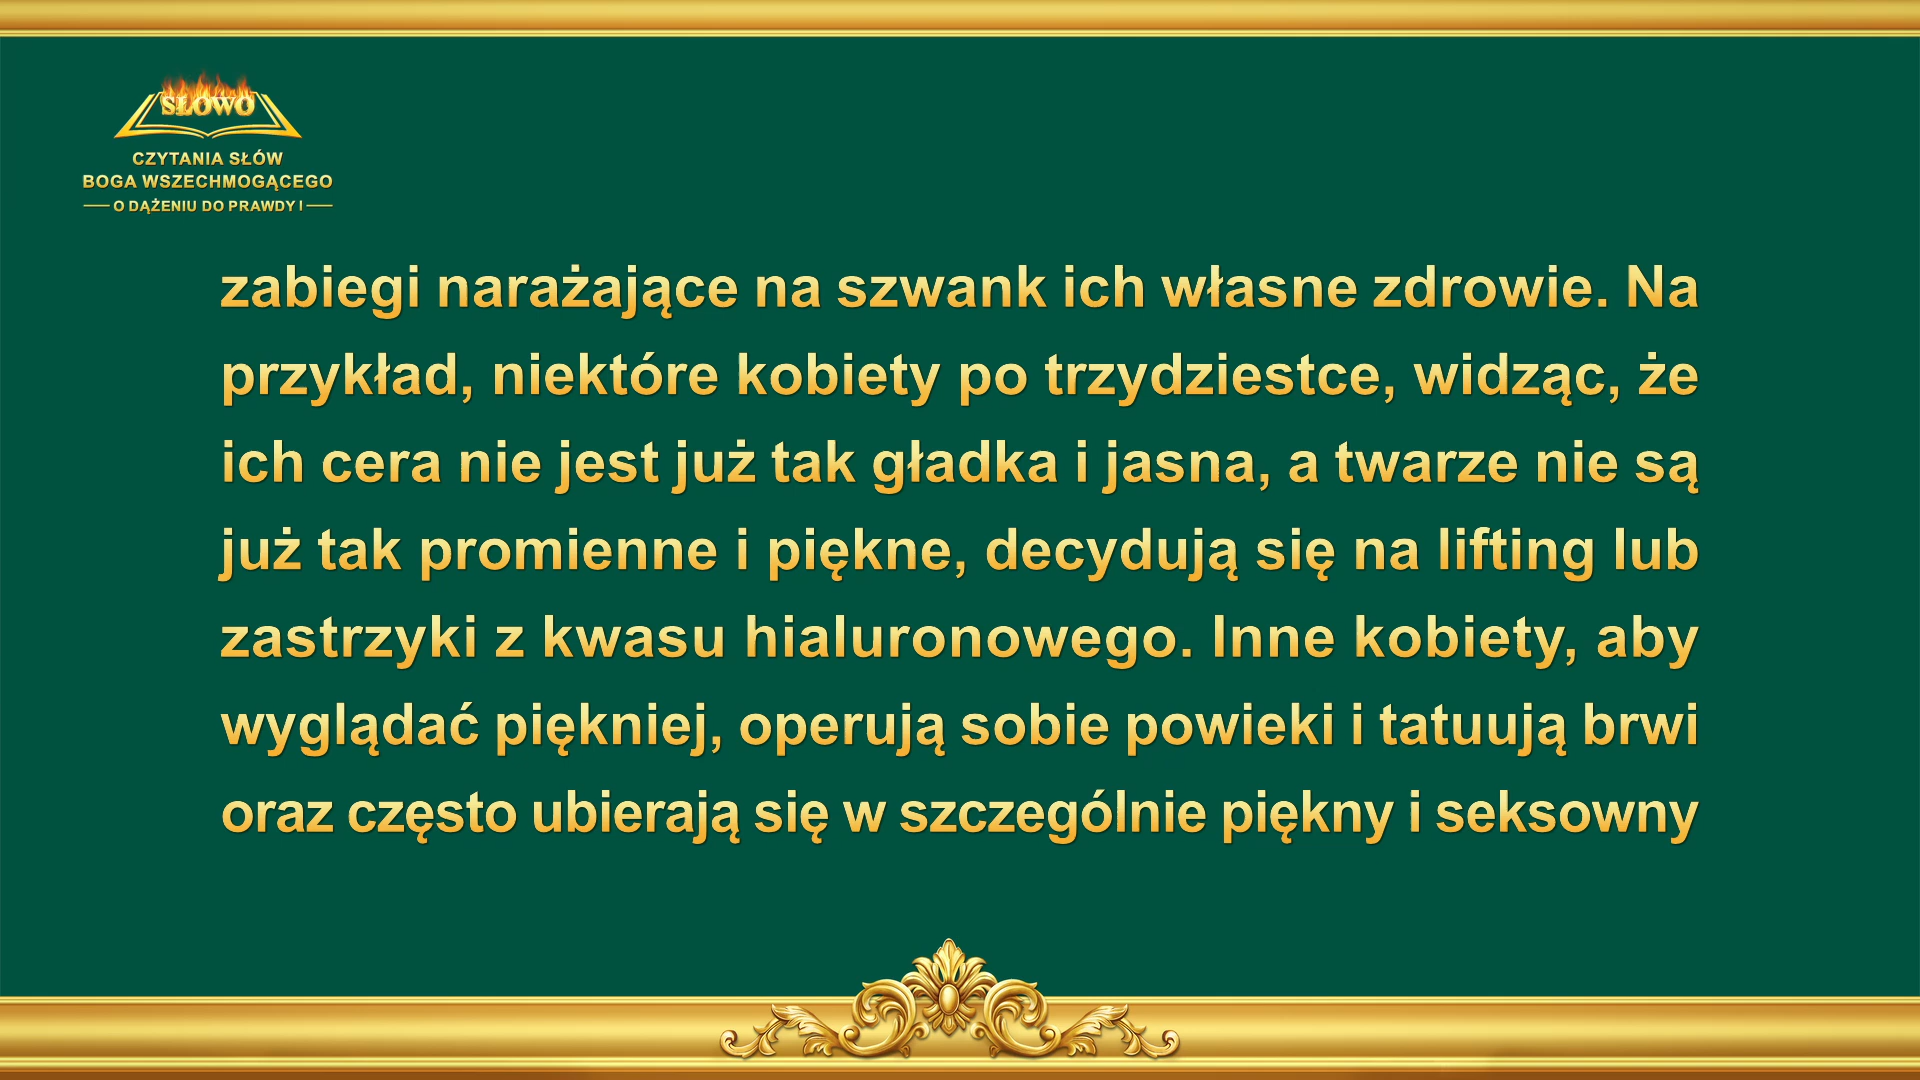 SŁOWO
CZYTANIA SŁÓW
BOGA WSZECHMOGĄCEGO
O DĄŻENIU DO PRAWDY I
zabiegi narażające na szwank ich własne zdrowie. Na
przykład, niektóre kobiety po trzydziestce, widząc, że
ich cera nie jest już tak gładka i jasna, a twarze nie są
już tak promienne i piękne, decydują się na lifting lub
zastrzyki z kwasu hialuronowego. Inne kobiety, aby
wyglądać piękniej, operują sobie powieki i tatuują brwi
oraz często ubierają się w szczególnie piękny i seksowny